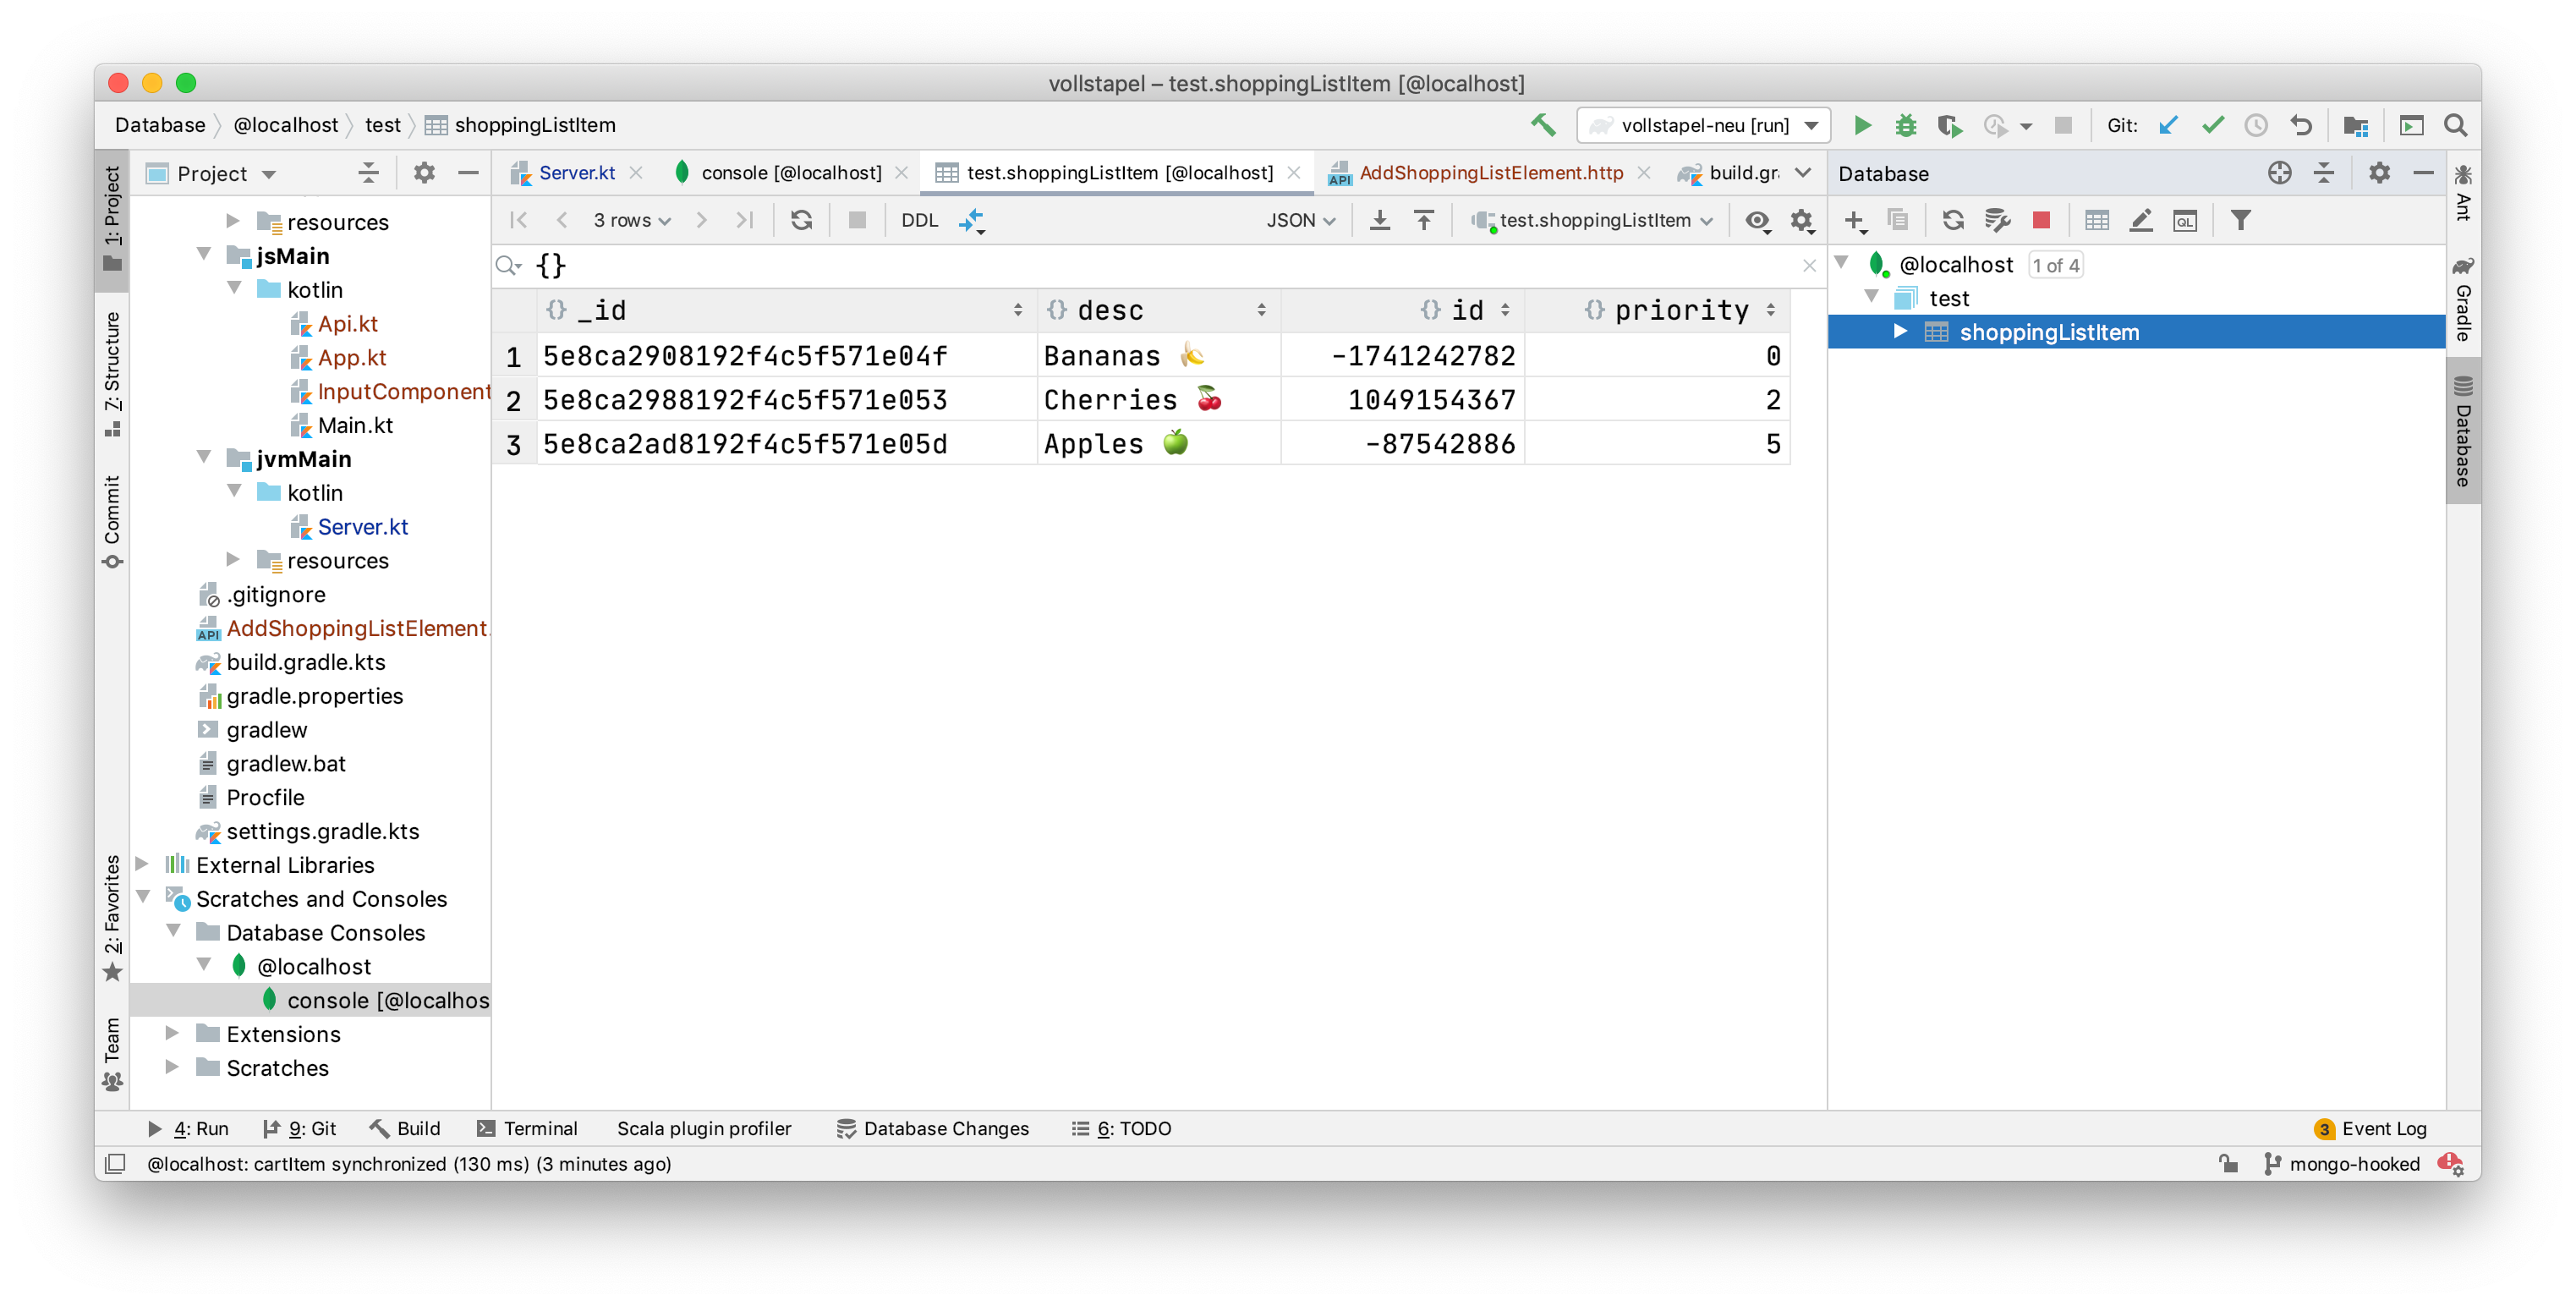 vollstapel – test.shoppingListItem [@localhost]
Database @localhost test shoppingListItem
vollstapel-neu [run] Git:
1: Project
7: Structure
Commit
2: Favorites
Team
Project
resources
jsMain
kotlin
Api.kt
App.kt
InputComponent
Main.kt
jvmMain
kotlin
Server.kt
resources
.gitignore
API AddShoppingListElement.
build.gradle.kts
gradle.properties
gradlew
gradlew.bat
Procfile
settings.gradle.kts
External Libraries
Scratches and Consoles
Database Consoles
@localhost
console [@localhos
Extensions
Scratches
Server.kt console [@localhost] test.shoppingListItem [@localhost] API AddShoppingListElement.http build.gr
3 rows DDL JSON test.shoppingListItem
{}
{} _id {} desc {} id {} priority
1 5e8ca2908192f4c5f571e04f Bananas 🍌 -1741242782 0
2 5e8ca2988192f4c5f571e053 Cherries 🍒 1049154367 2
3 5e8ca2ad8192f4c5f571e05d Apples 🍏 -87542886 5
Database
QL
@localhost 1 of 4
test
shoppingListItem
Ant
Gradle
Database
4: Run 9: Git Build Terminal Scala plugin profiler Database Changes 6: TODO 3 Event Log
@localhost: cartItem synchronized (130 ms) (3 minutes ago) mongo-hooked